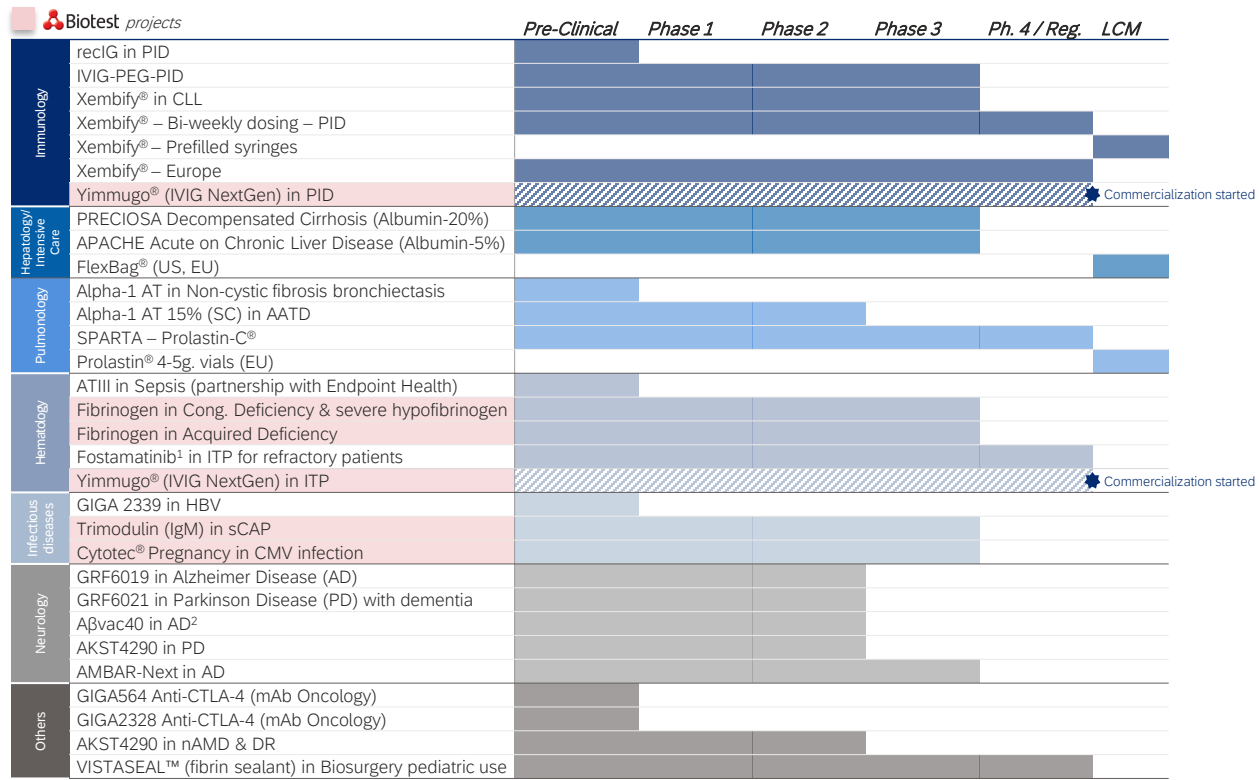 Biotest projects
Pre-Clinical Phase 1 Phase 2 Phase 3 Ph. 4 / Reg. LCM
Immunology
recIG in PID
IVIG-PEG-PID
Xembify® in CLL
Xembify® – Bi-weekly dosing – PID
Xembify® – Prefilled syringes
Xembify® – Europe
Yimmugo® (IVIG NextGen) in PID
Commercialization started
Hepatology/
Intensive
Care
PRECIOSA Decompensated Cirrhosis (Albumin-20%)
APACHE Acute on Chronic Liver Disease (Albumin-5%)
FlexBag® (US, EU)
Pulmonology
Alpha-1 AT in Non-cystic fibrosis bronchiectasis
Alpha-1 AT 15% (SC) in AATD
SPARTA – Prolastin-C®
Prolastin® 4-5g. vials (EU)
Hematology
ATIII in Sepsis (partnership with Endpoint Health)
Fibrinogen in Cong. Deficiency & severe hypofibrinogen
Fibrinogen in Acquired Deficiency
Fostamatinib¹ in ITP for refractory patients
Yimmugo® (IVIG NextGen) in ITP
Commercialization started
Infectious
diseases
GIGA 2339 in HBV
Trimodulin (IgM) in sCAP
Cytotec® Pregnancy in CMV infection
Neurology
GRF6019 in Alzheimer Disease (AD)
GRF6021 in Parkinson Disease (PD) with dementia
Aβvac40 in AD²
AKST4290 in PD
AMBAR-Next in AD
Others
GIGA564 Anti-CTLA-4 (mAb Oncology)
GIGA2328 Anti-CTLA-4 (mAb Oncology)
AKST4290 in nAMD & DR
VISTASEAL™ (fibrin sealant) in Biosurgery pediatric use